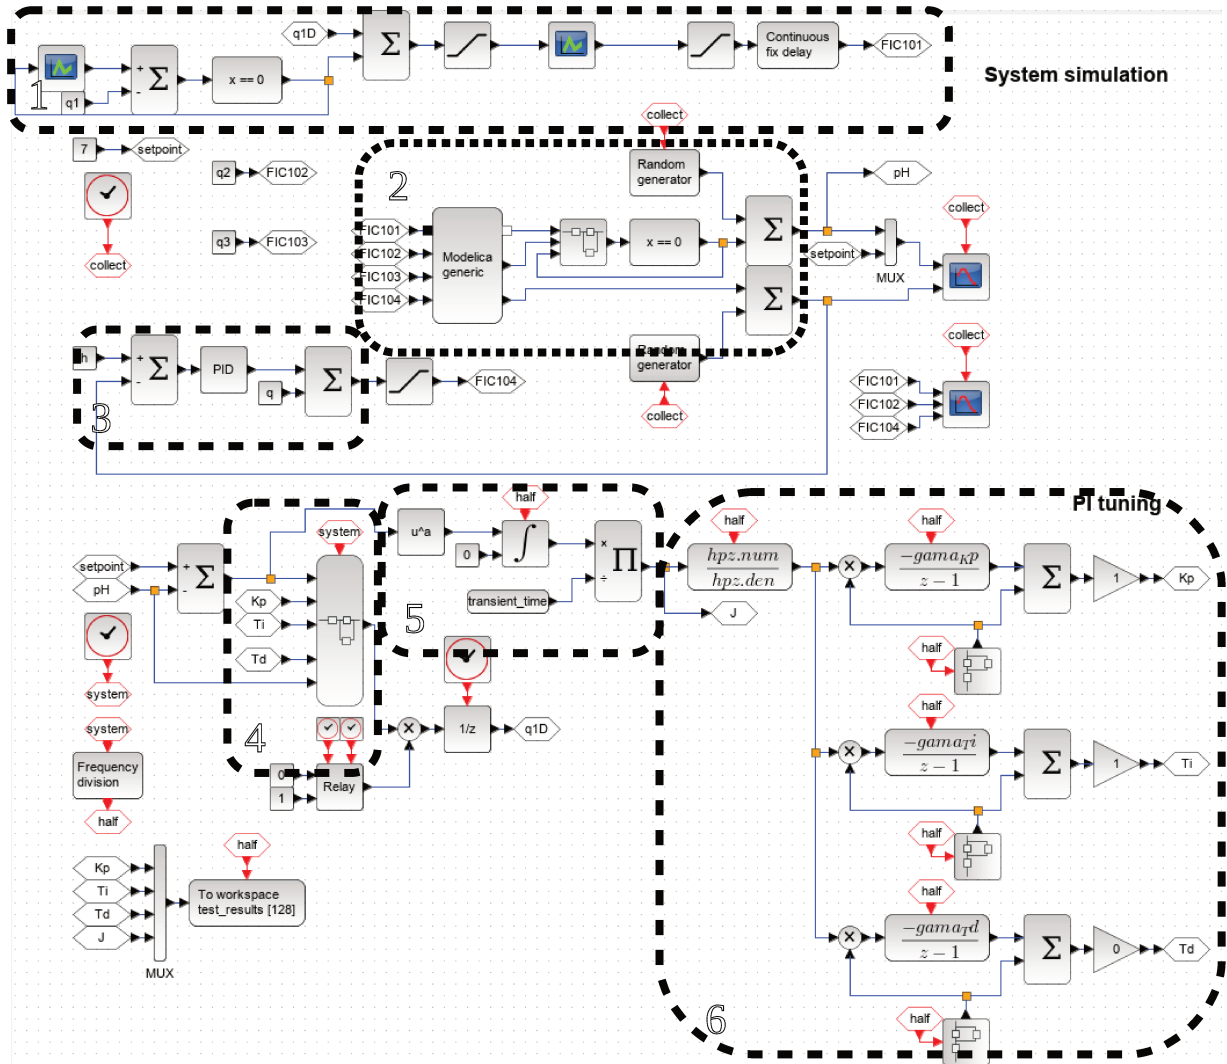 q1D
Σ
Continuous
fix delay
FIC101
System simulation
+
-
Σ
x == 0
1
q1
7
setpoint
q2
FIC102
collect
Random
generator
pH
2
collect
q3
FIC103
collect
FIC101
FIC102
FIC103
FIC104
Modelica
generic
x == 0
Σ
setpoint
MUX
Σ
h
+
-
Σ
PID
q
Σ
FIC104
3
Random
generator
collect
collect
FIC101
FIC102
FIC104
half
PI tuning
system
u^a
0
∫
×
÷
Π
transient_time
5
setpoint
pH
+
-
Σ
Kp
Ti
Td
system
4
0
1
Relay
×
1/z
q1D
system
Frequency
division
half
Kp
Ti
Td
J
MUX
half
To workspace
test_results [128]
half
hpz.num
hpz.den
J
half
×
-gama_Kp
z - 1
Σ
1
Kp
half
half
×
-gama_Ti
z - 1
Σ
1
Ti
half
half
×
-gama_Td
z - 1
Σ
0
Td
half
6